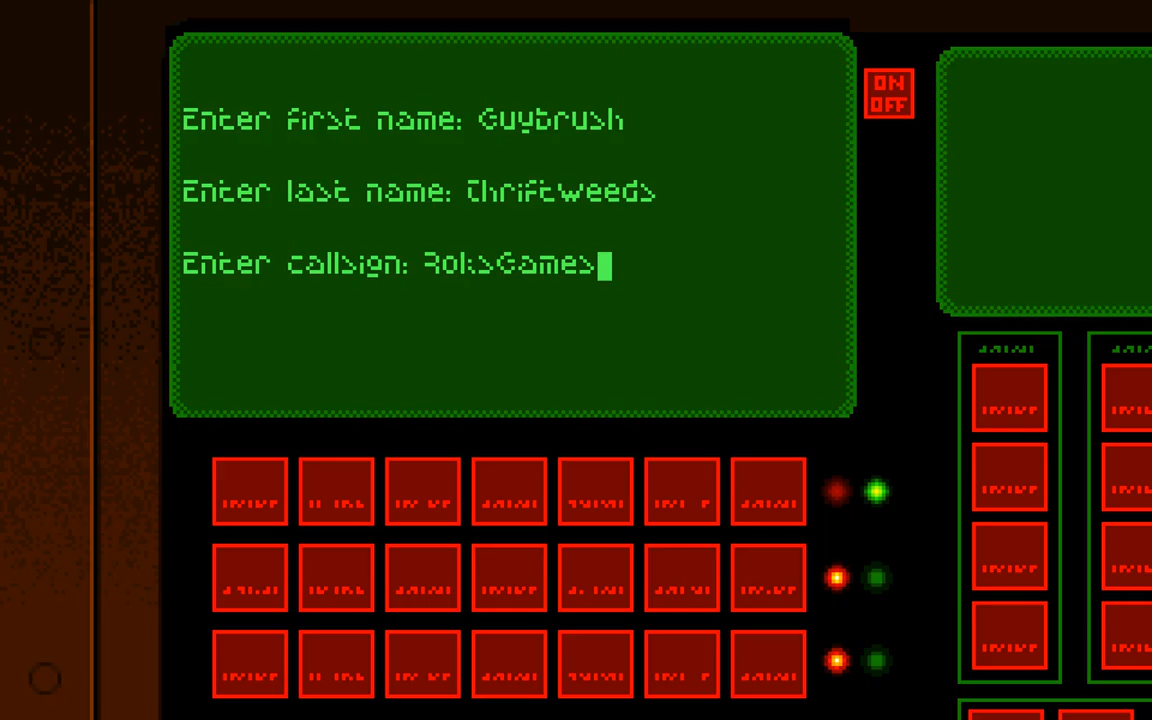 Enter first name: Guybrush
ON
OFF
Enter last name: Thriftweeds
Enter callsign: RoksGames